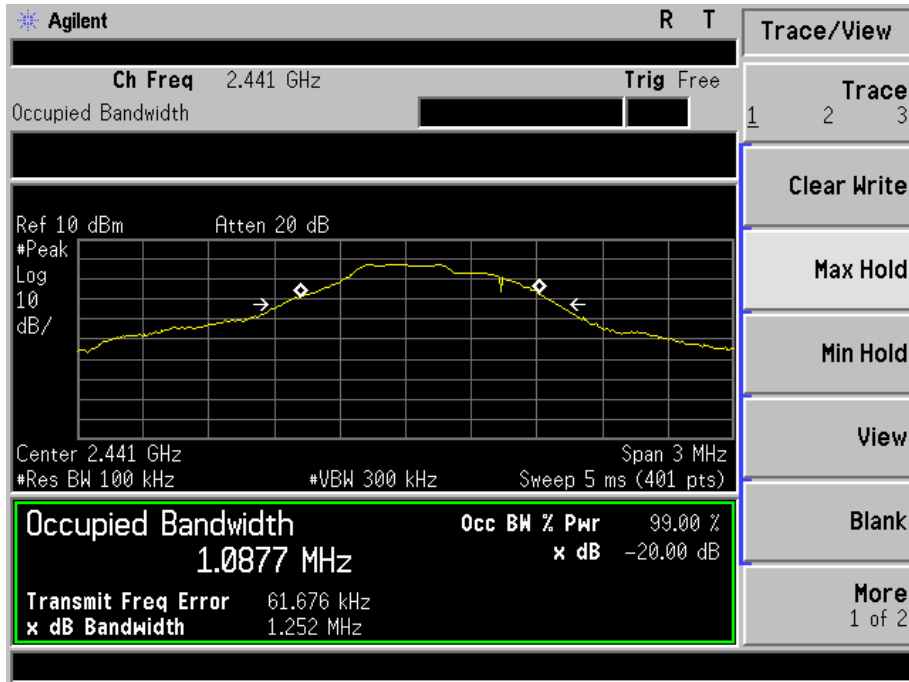 Agilent R T
Ch Freq 2.441 GHz Trig Free
Occupied Bandwidth
Ref 10 dBm Atten 20 dB
#Peak
Log
10
dB/
Center 2.441 GHz Span 3 MHz
#Res BW 100 kHz #VBW 300 kHz Sweep 5 ms (401 pts)
Occupied Bandwidth
1.0877 MHz
Occ BW % Pwr 99.00 %
x dB -20.00 dB
Transmit Freq Error 61.676 kHz
x dB Bandwidth 1.252 MHz
Trace/View
Trace
1 2 3
Clear Write
Max Hold
Min Hold
View
Blank
More
1 of 2